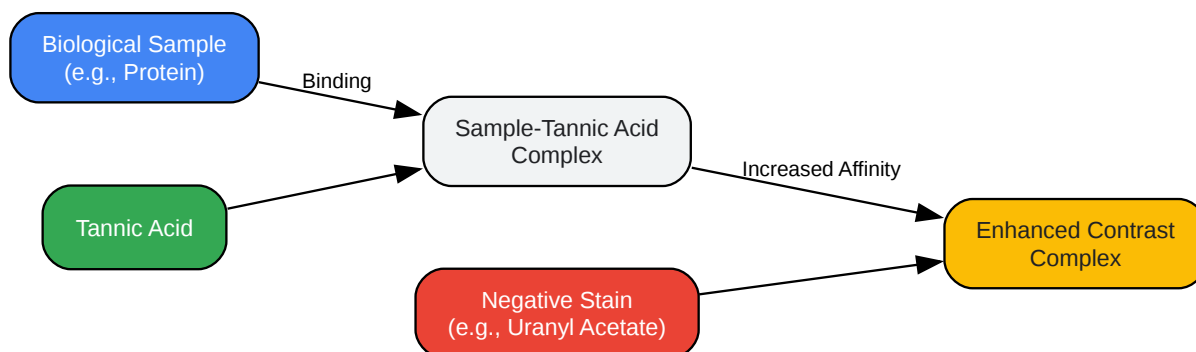 Biological Sample
(e.g., Protein)
Binding
Tannic Acid
Sample-Tannic Acid
Complex
Increased Affinity
Negative Stain
(e.g., Uranyl Acetate)
Enhanced Contrast
Complex